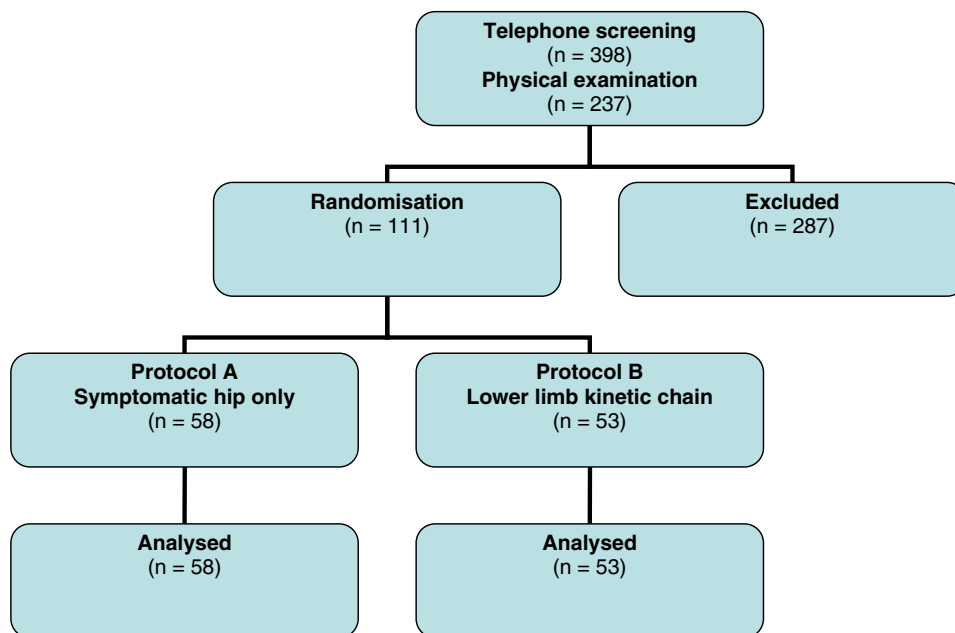 Telephone screening
(n = 398)
Physical examination
(n = 237)
Randomisation
(n = 111)
Excluded
(n = 287)
Protocol A
Symptomatic hip only
(n = 58)
Protocol B
Lower limb kinetic chain
(n = 53)
Analysed
(n = 58)
Analysed
(n = 53)